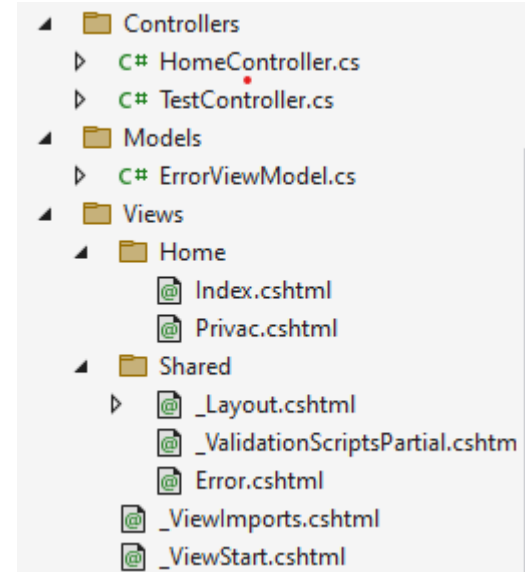 Controllers
C# HomeController.cs
C# TestController.cs
Models
C# ErrorViewModel.cs
Views
Home
@ Index.cshtml
@ Privac.cshtml
Shared
@ _Layout.cshtml
@ _ValidationScriptsPartial.cshtm
@ Error.cshtml
@ _ViewImports.cshtml
@ _ViewStart.cshtml